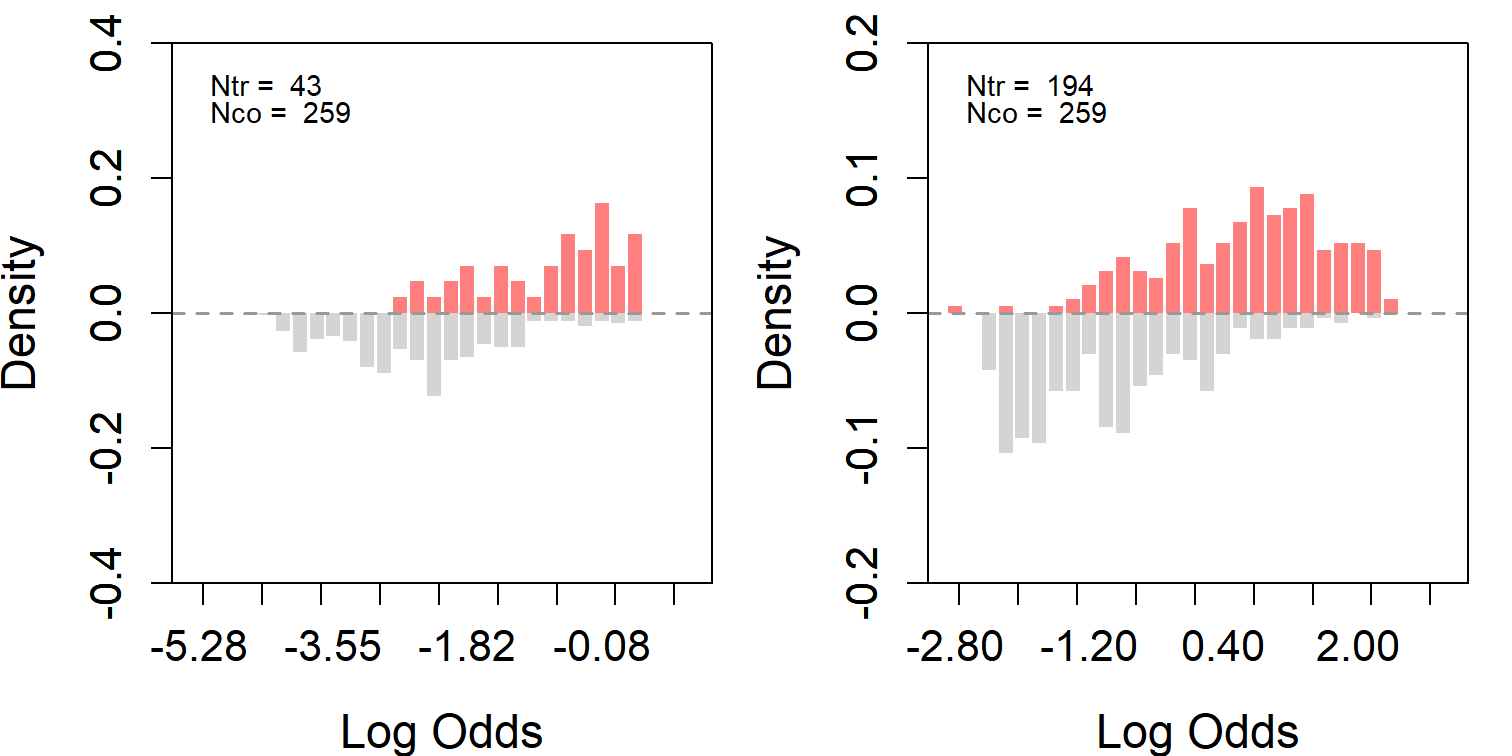 Ntr = 43
Nco = 259
0.4
0.2
0.0
-0.2
-0.4
Density
-5.28 -3.55 -1.82 -0.08
Log Odds
Ntr = 194
Nco = 259
0.2
0.1
0.0
-0.1
-0.2
Density
-2.80 -1.20 0.40 2.00
Log Odds